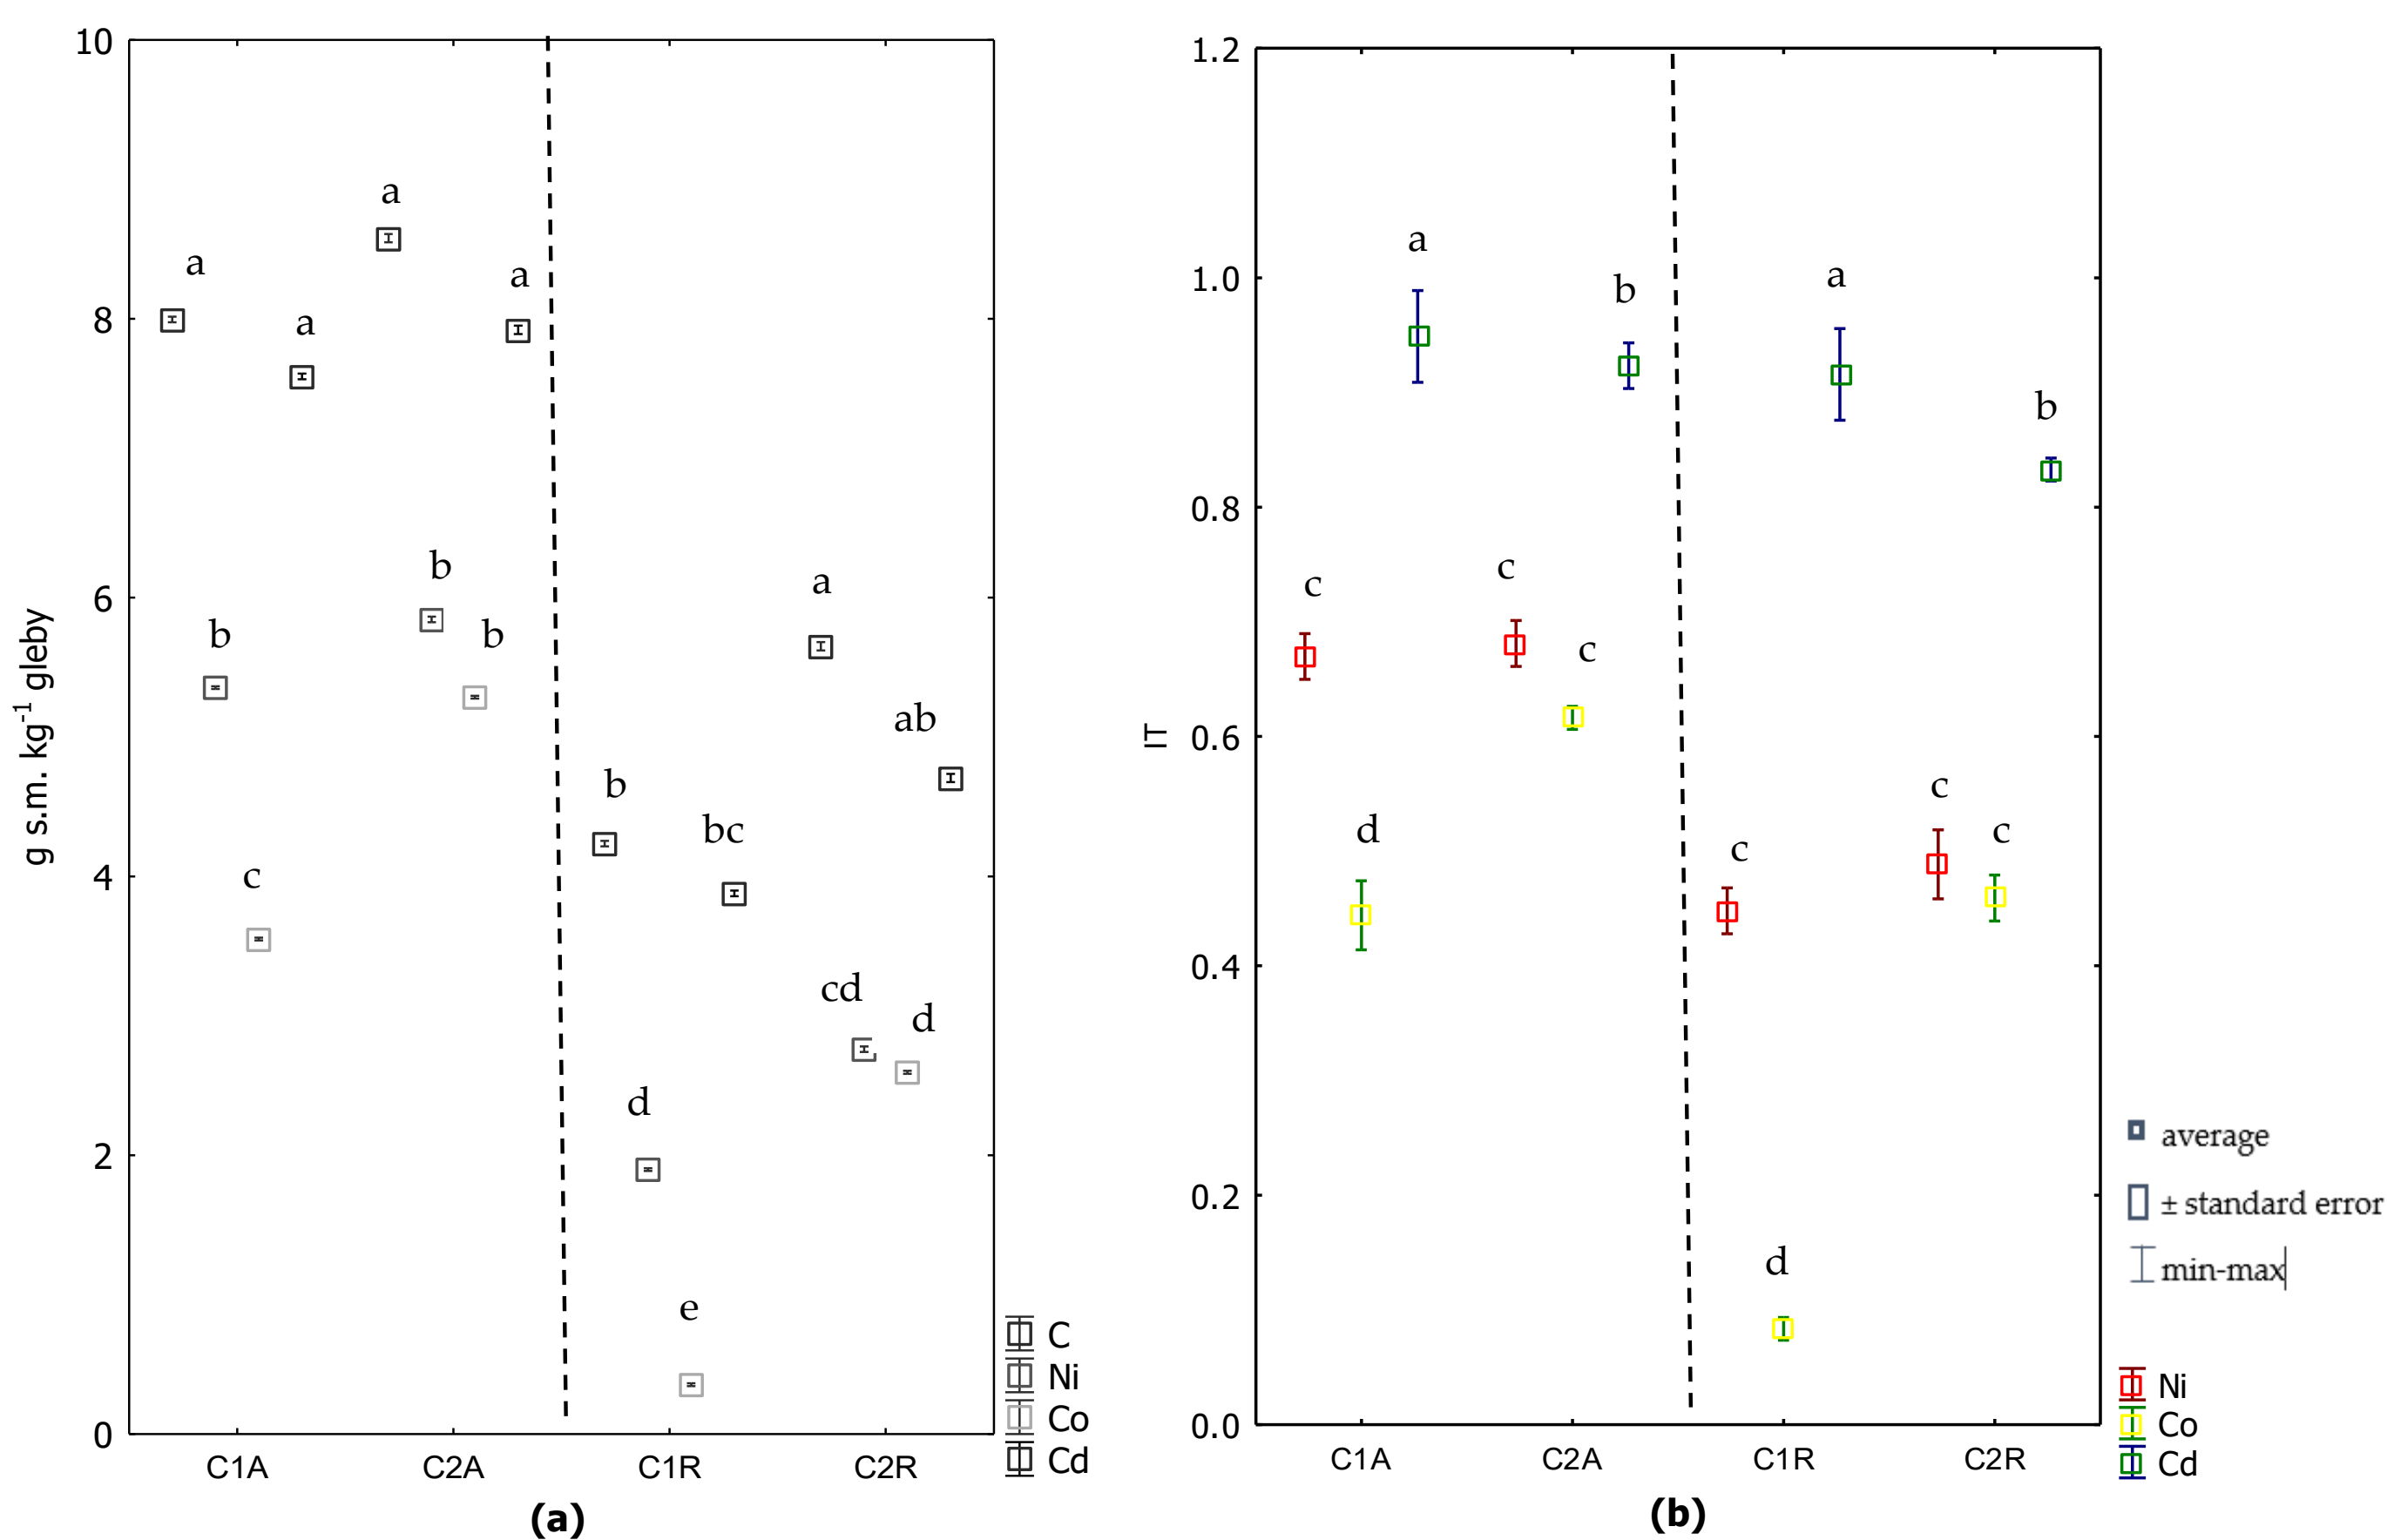 10
8
6
4
2
0
g s.m. kg-1 gleby
a
a
a
a
b
b
b
c
a
ab
b
bc
cd
d
d
e
C1A C2A C1R C2R
C
Ni
Co
Cd
(a)
1.2
1.0
0.8
0.6
0.4
0.2
0.0
IT
a
b
a
b
c
c
c
d
c
c
c
d
C1A C2A C1R C2R
average
± standard error
min-max
Ni
Co
Cd
(b)